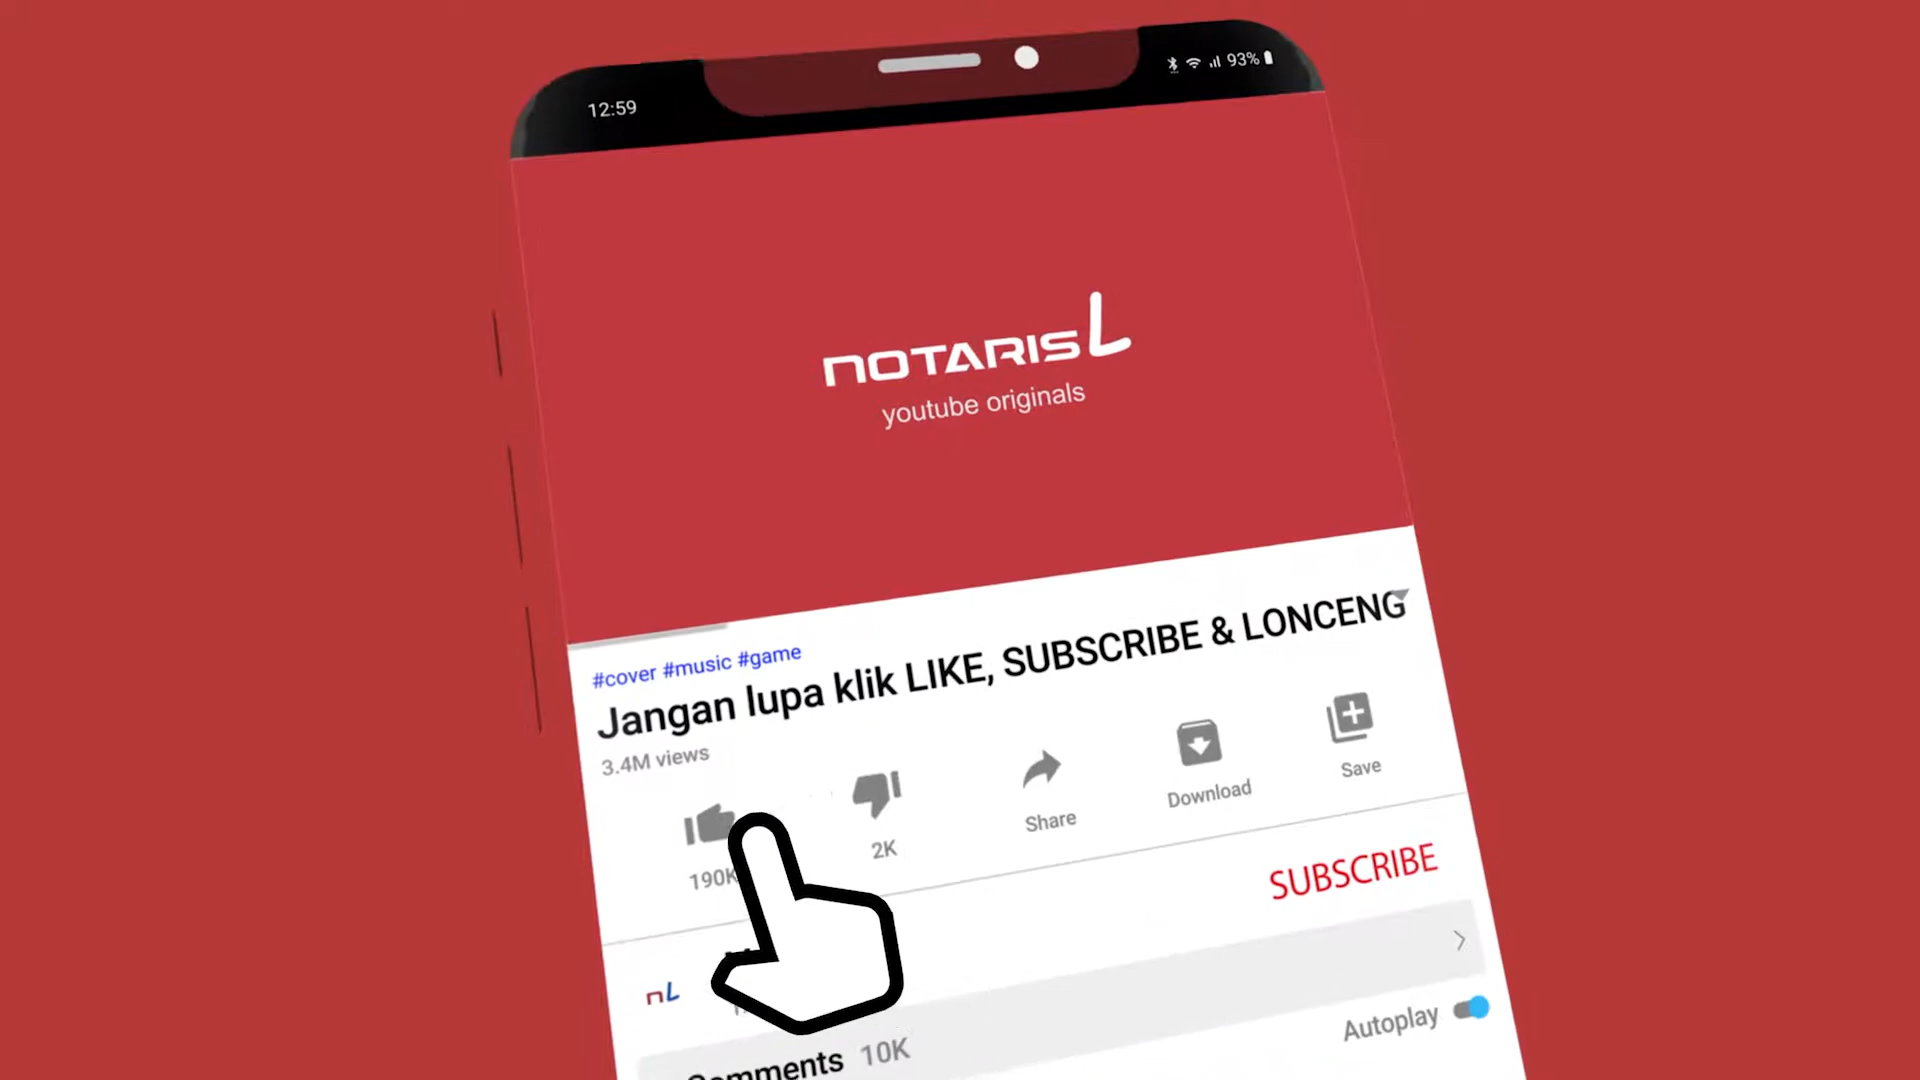 12:59
93%
NOTARIS L
youtube originals
#cover #music #game
Jangan lupa klik LIKE, SUBSCRIBE & LONCENG
3.4M views
190K
2K
Share
Download
Save
SUBSCRIBE
nL
Comments 10K
Autoplay